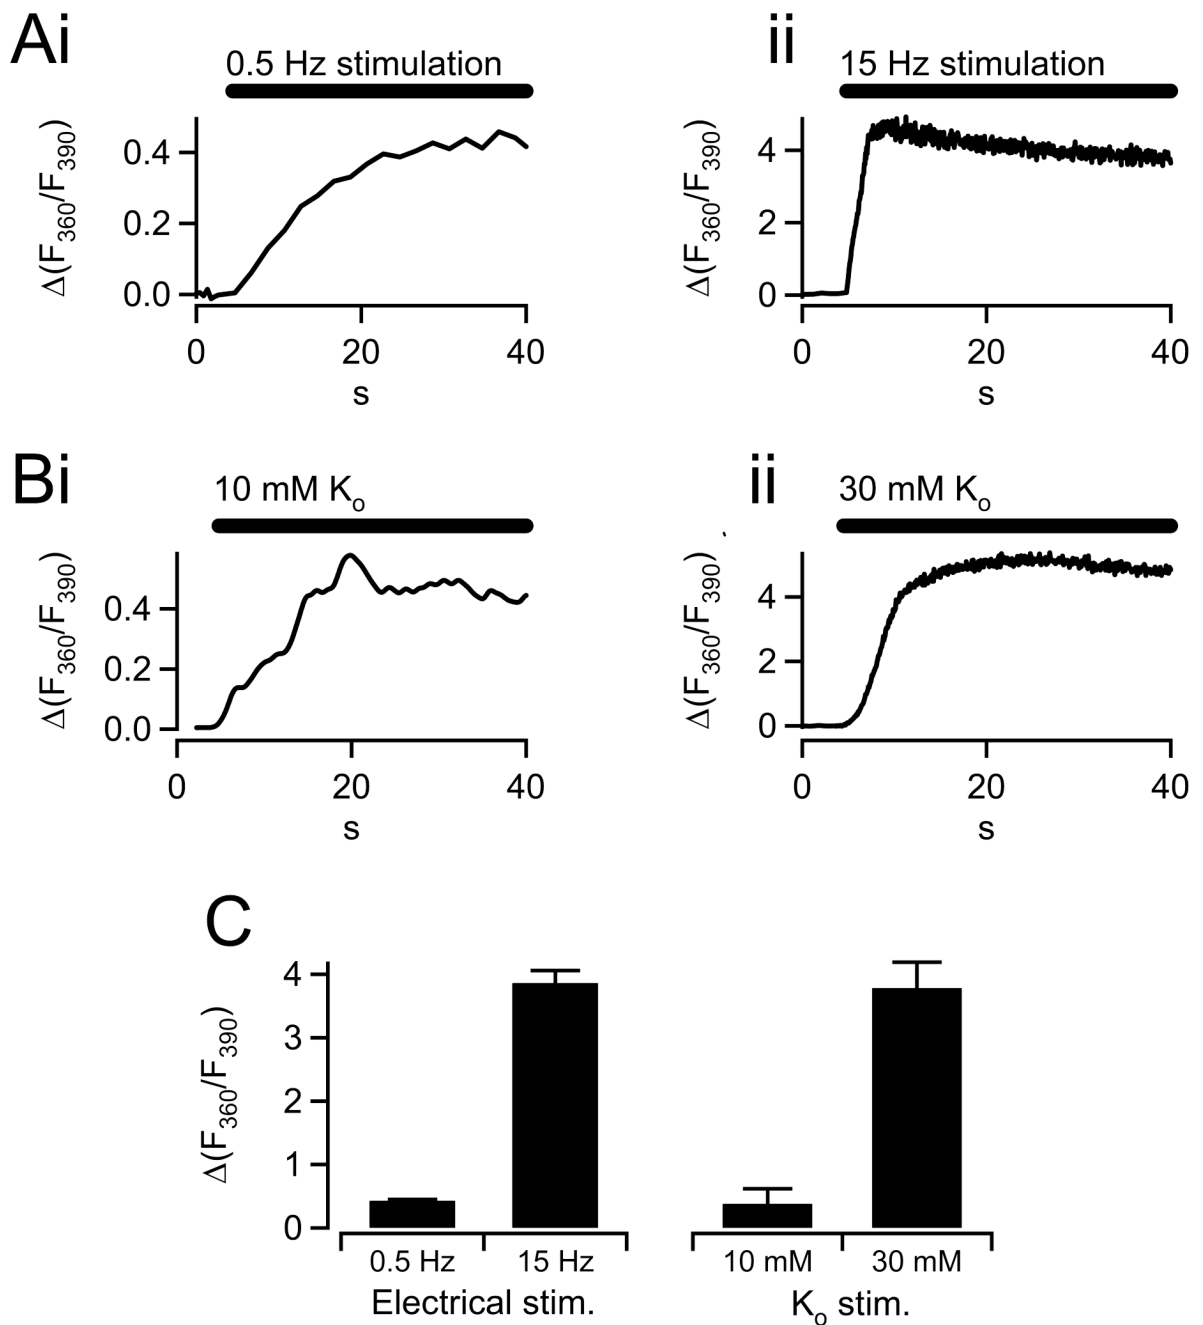 Ai
0.5 Hz stimulation
Δ(F360/F390)
0.4
0.2
0.0
0 20 40
s
ii
15 Hz stimulation
Δ(F360/F390)
4
2
0
0 20 40
s
Bi
10 mM Ko
Δ(F360/F390)
0.4
0.2
0.0
0 20 40
s
ii
30 mM Ko
Δ(F360/F390)
4
2
0
0 20 40
s
C
Δ(F360/F390)
4
3
2
1
0
0.5 Hz 15 Hz 10 mM 30 mM
Electrical stim. Ko stim.